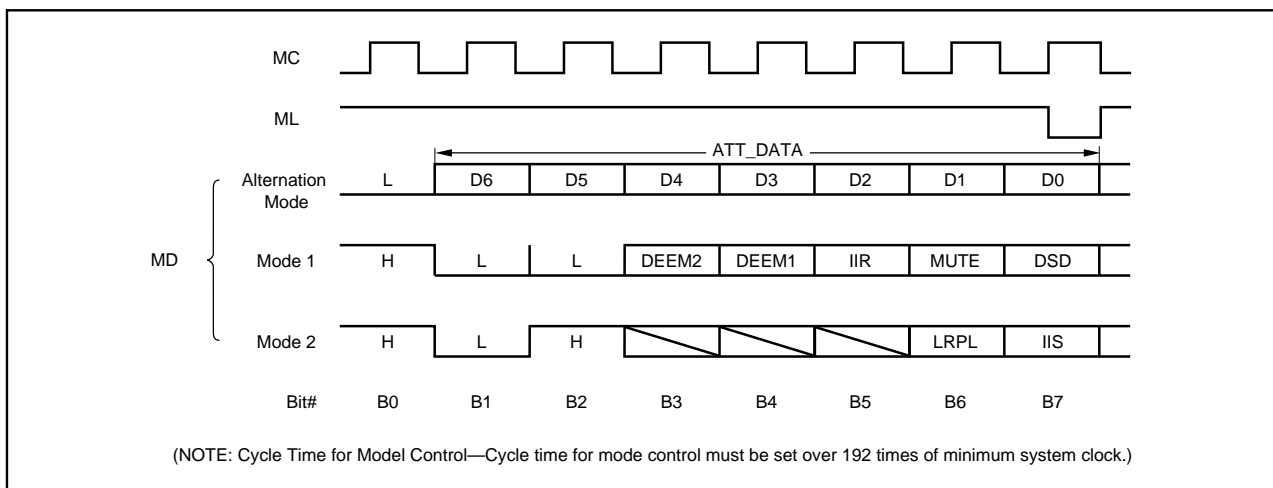 MC
ML
ATT_DATA
Alternation Mode L D6 D5 D4 D3 D2 D1 D0
MD
Mode 1 H L L DEEM2 DEEM1 IIR MUTE DSD
Mode 2 H L H LRPL IIS
Bit# B0 B1 B2 B3 B4 B5 B6 B7
(NOTE: Cycle Time for Model Control—Cycle time for mode control must be set over 192 times of minimum system clock.)